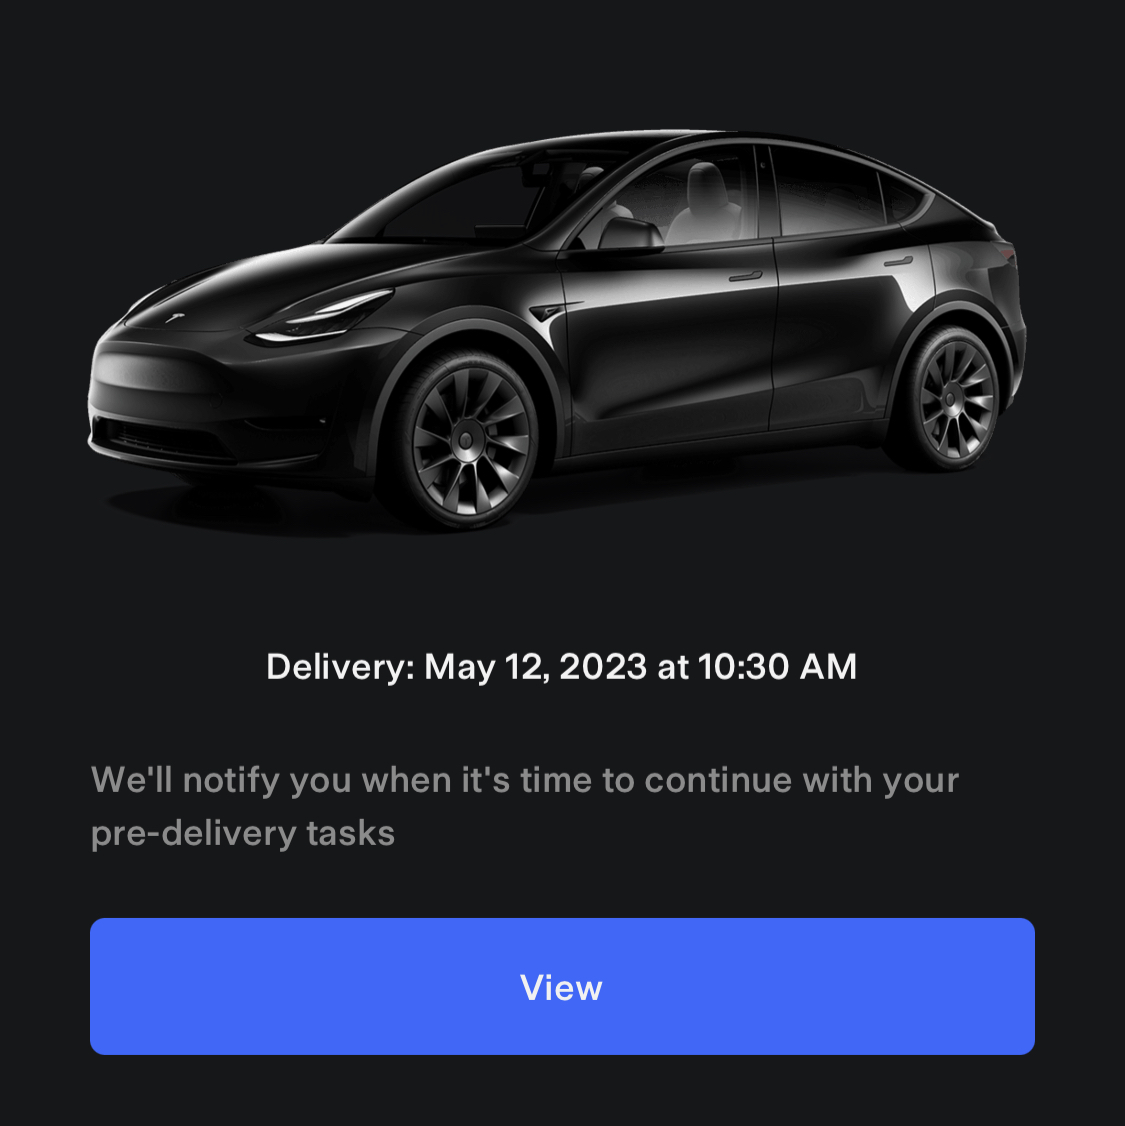 Delivery: May 12, 2023 at 10:30 AM
We'll notify you when it's time to continue with your
pre-delivery tasks
View